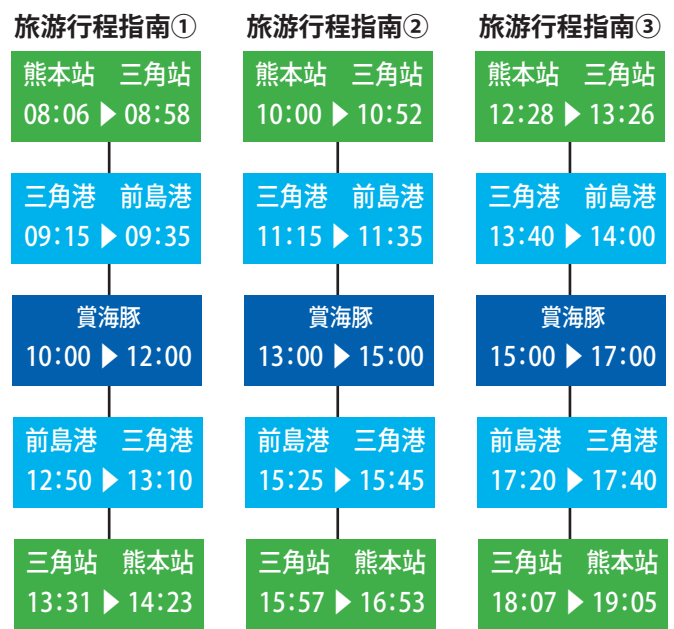 旅游行程指南①
熊本站 三角站
08:06 ▶ 08:58
三角港 前島港
09:15 ▶ 09:35
賞海豚
10:00 ▶ 12:00
前島港 三角港
12:50 ▶ 13:10
三角站 熊本站
13:31 ▶ 14:23
旅游行程指南②
熊本站 三角站
10:00 ▶ 10:52
三角港 前島港
11:15 ▶ 11:35
賞海豚
13:00 ▶ 15:00
前島港 三角港
15:25 ▶ 15:45
三角站 熊本站
15:57 ▶ 16:53
旅游行程指南③
熊本站 三角站
12:28 ▶ 13:26
三角港 前島港
13:40 ▶ 14:00
賞海豚
15:00 ▶ 17:00
前島港 三角港
17:20 ▶ 17:40
三角站 熊本站
18:07 ▶ 19:05